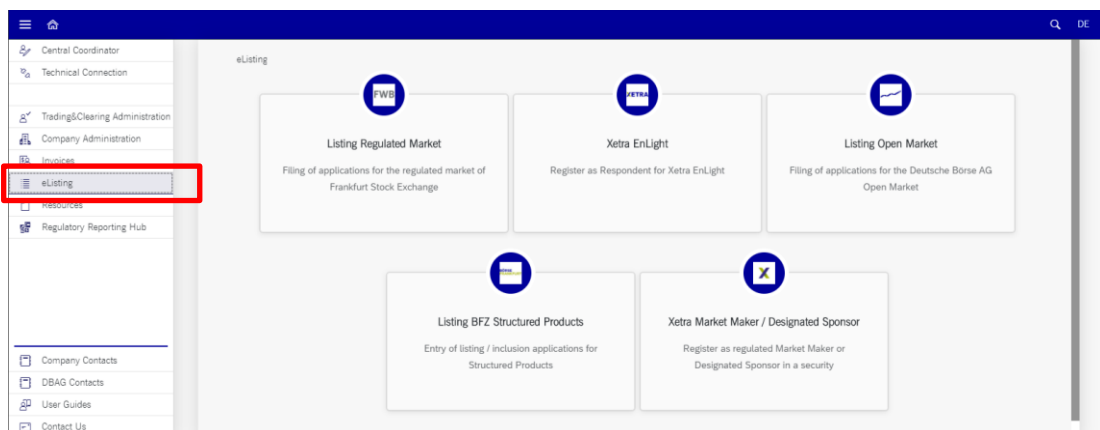 DE
Central Coordinator
Technical Connection
Trading&Clearing Administration
Company Administration
Invoices
eListing
Resources
Regulatory Reporting Hub
Company Contacts
DBAG Contacts
User Guides
Contact Us
eListing
FWB
Listing Regulated Market
Filing of applications for the regulated market of
Frankfurt Stock Exchange
XETRA
Xetra EnLight
Register as Respondent for Xetra EnLight
Listing Open Market
Filing of applications for the Deutsche Börse AG
Open Market
Listing BFZ Structured Products
Entry of listing / inclusion applications for
Structured Products
X
Xetra Market Maker / Designated Sponsor
Register as regulated Market Maker or
Designated Sponsor in a security